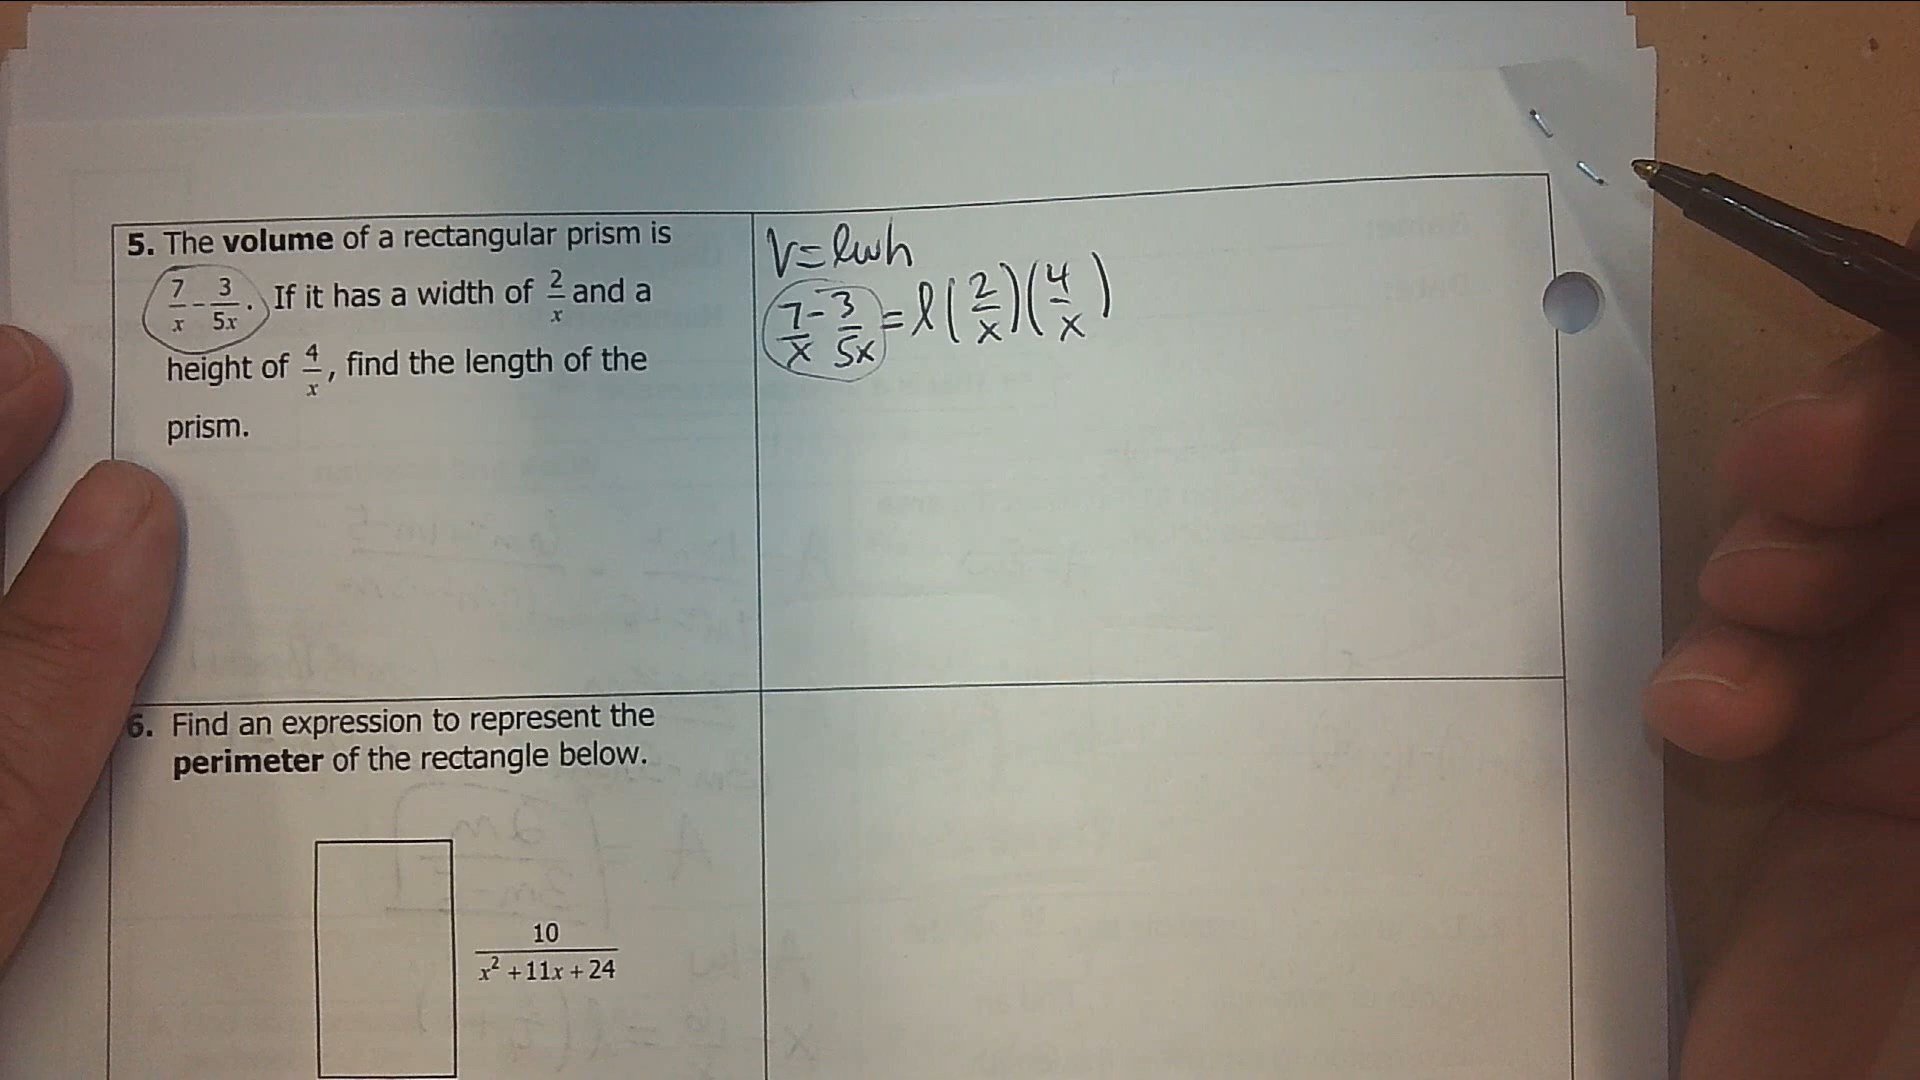 5. The volume of a rectangular prism is
7/x - 3/5x. If it has a width of 2/x and a
height of 4/x, find the length of the
prism.
V=lwh
7/x - 3/5x = l(2/x)(4/x)
6. Find an expression to represent the
perimeter of the rectangle below.
10
x² + 11x + 24